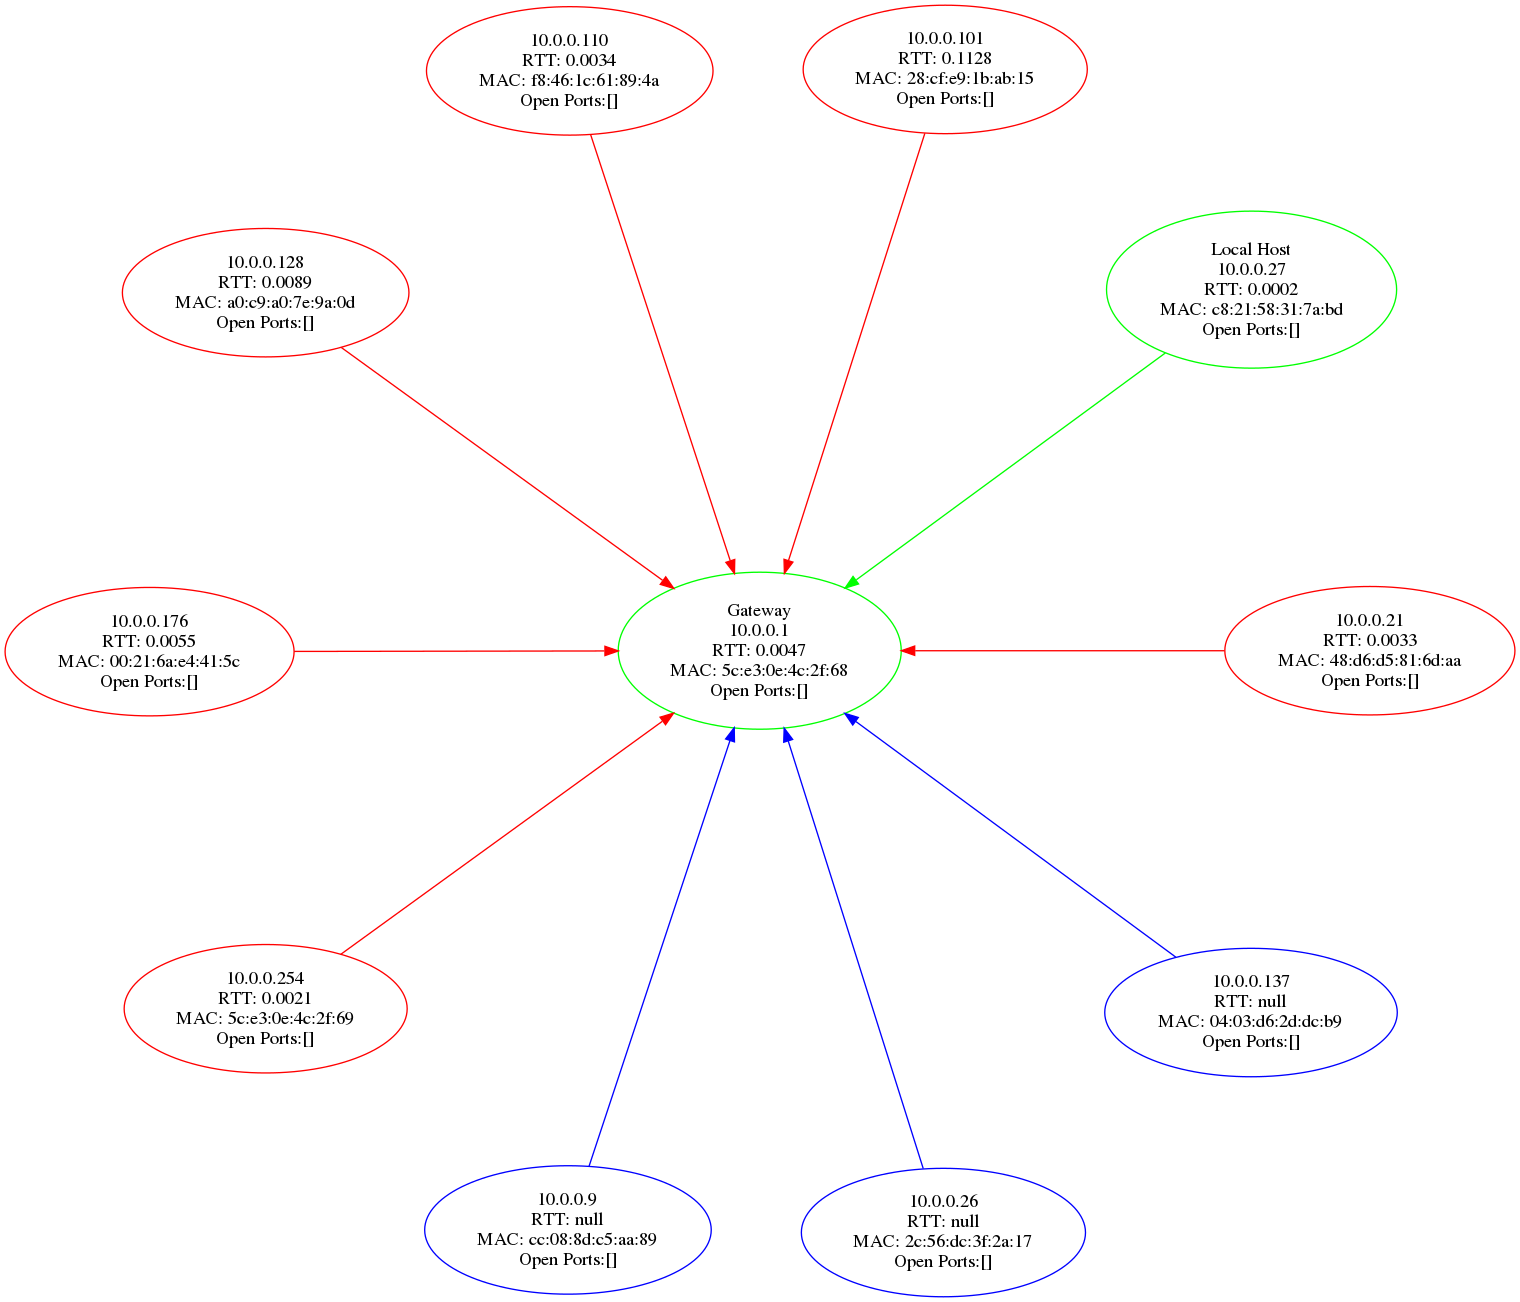 10.0.0.110
RTT: 0.0034
MAC: f8:46:1c:61:89:4a
Open Ports:[]
10.0.0.101
RTT: 0.1128
MAC: 28:cf:e9:1b:ab:15
Open Ports:[]
10.0.0.128
RTT: 0.0089
MAC: a0:c9:a0:7e:9a:0d
Open Ports:[]
Local Host
10.0.0.27
RTT: 0.0002
MAC: c8:21:58:31:7a:bd
Open Ports:[]
10.0.0.176
RTT: 0.0055
MAC: 00:21:6a:e4:41:5c
Open Ports:[]
Gateway
10.0.0.1
RTT: 0.0047
MAC: 5c:e3:0e:4c:2f:68
Open Ports:[]
10.0.0.21
RTT: 0.0033
MAC: 48:d6:d5:81:6d:aa
Open Ports:[]
10.0.0.254
RTT: 0.0021
MAC: 5c:e3:0e:4c:2f:69
Open Ports:[]
10.0.0.137
RTT: null
MAC: 04:03:d6:2d:dc:b9
Open Ports:[]
10.0.0.9
RTT: null
MAC: cc:08:8d:c5:aa:89
Open Ports:[]
10.0.0.26
RTT: null
MAC: 2c:56:dc:3f:2a:17
Open Ports:[]